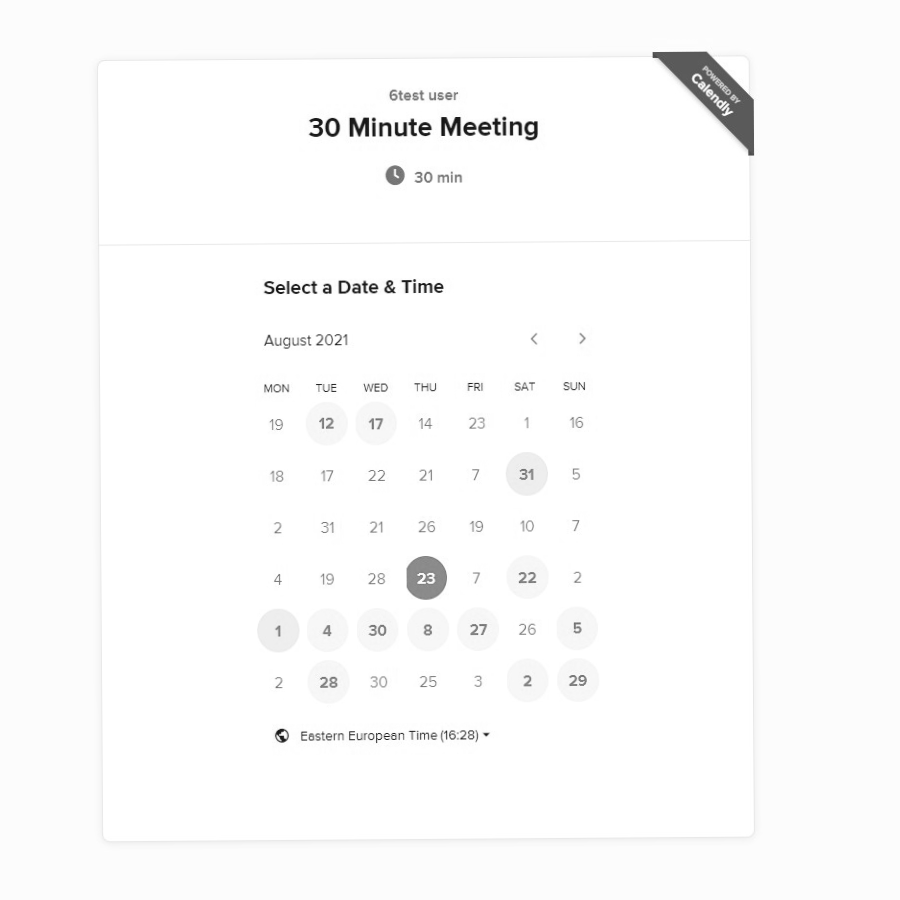 POWERED BY
Calendly
6test user
30 Minute Meeting
30 min
Select a Date & Time
August 2021
MON TUE WED THU FRI SAT SUN
19 12 17 14 23 1 16
18 17 22 21 7 31 5
2 31 21 26 19 10 7
4 19 28 23 7 22 2
1 4 30 8 27 26 5
2 28 30 25 3 2 29
Eastern European Time (16:28)